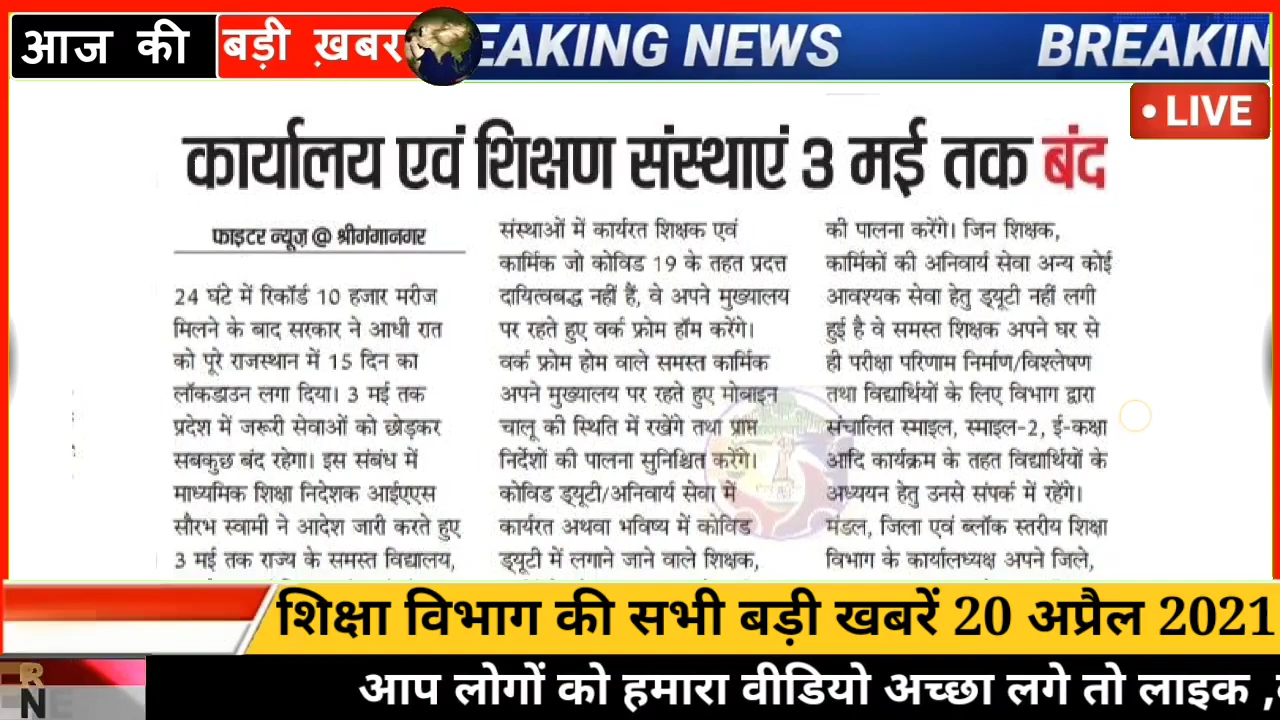 आज की बड़ी ख़बर
EAKING NEWS
BREAKIN
• LIVE
कार्यालय एवं शिक्षण संस्थाएं 3 मई तक बंद
फाइटर न्यूज़ @ श्रीगंगानगर
24 घंटे में रिकॉर्ड 10 हजार मरीज
मिलने के बाद सरकार ने आधी रात
को पूरे राजस्थान में 15 दिन का
लॉकडाउन लगा दिया। 3 मई तक
प्रदेश में जरूरी सेवाओं को छोड़कर
सबकुछ बंद रहेगा। इस संबंध में
माध्यमिक शिक्षा निदेशक आईएएस
सौरभ स्वामी ने आदेश जारी करते हुए
3 मई तक राज्य के समस्त विद्यालय,
संस्थाओं में कार्यरत शिक्षक एवं
कार्मिक जो कोविड 19 के तहत प्रदत्त
दायित्वबद्ध नहीं हैं, वे अपने मुख्यालय
पर रहते हुए वर्क फ्रोम हॉम करेंगे।
वर्क फ्रोम होम वाले समस्त कार्मिक
अपने मुख्यालय पर रहते हुए मोबाइन
चालू की स्थिति में रखेंगे तथा प्राप्त
निर्देशों की पालना सुनिश्चित करेंगे।
कोविड ड्यूटी/अनिवार्य सेवा में
कार्यरत अथवा भविष्य में कोविड
ड्यूटी में लगाने जाने वाले शिक्षक,
की पालना करेंगे। जिन शिक्षक,
कार्मिकों की अनिवार्य सेवा अन्य कोई
आवश्यक सेवा हेतु ड्यूटी नहीं लगी
हुई है वे समस्त शिक्षक अपने घर से
ही परीक्षा परिणाम निर्माण/विश्लेषण
तथा विद्यार्थियों के लिए विभाग द्वारा
संचालित स्माइल, स्माइल-2, ई-कक्षा
आदि कार्यक्रम के तहत विद्यार्थियों के
अध्ययन हेतु उनसे संपर्क में रहेंगे।
मंडल, जिला एवं ब्लॉक स्तरीय शिक्षा
विभाग के कार्यालध्यक्ष अपने जिले,
शिक्षा विभाग की सभी बड़ी खबरें 20 अप्रैल 2021
R
NE
आप लोगों को हमारा वीडियो अच्छा लगे तो लाइक ,